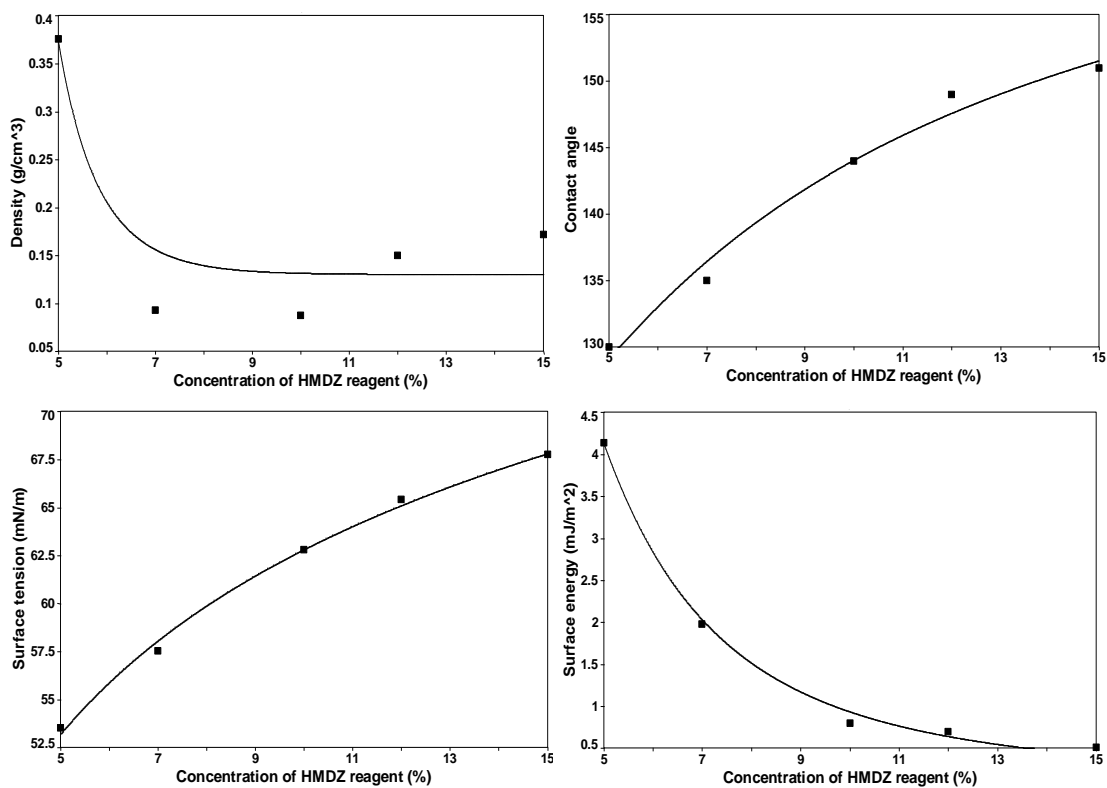 0.4
0.35
0.3
0.25
0.2
0.15
0.1
0.05
Density (g/cm^3)
5 7 9 11 13 15
Concentration of HMDZ reagent (%)
155
150
145
140
135
130
Contact angle
5 7 9 11 13 15
Concentration of HMDZ reagent (%)
70
67.5
65
62.5
60
57.5
55
52.5
Surface tension (mN/m)
5 7 9 11 13 15
Concentration of HMDZ reagent (%)
4.5
4
3.5
3
2.5
2
1.5
1
0.5
Surface energy (mJ/m^2)
5 7 9 11 13 15
Concentration of HMDZ reagent (%)